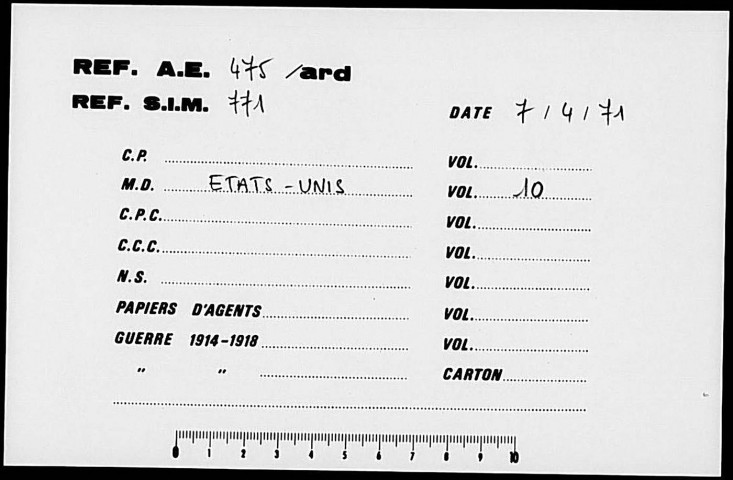 REF. A.E. 475 /ard
REF. S.I.M. 771
DATE 7 / 4 / 71
C.P. VOL.
M.D. ETATS - UNIS VOL. 10
C.P.C. VOL.
C.C.C. VOL.
N.S. VOL.
PAPIERS D'AGENTS VOL.
GUERRE 1914-1918 VOL.
" " CARTON
0 1 2 3 4 5 6 7 8 9 10